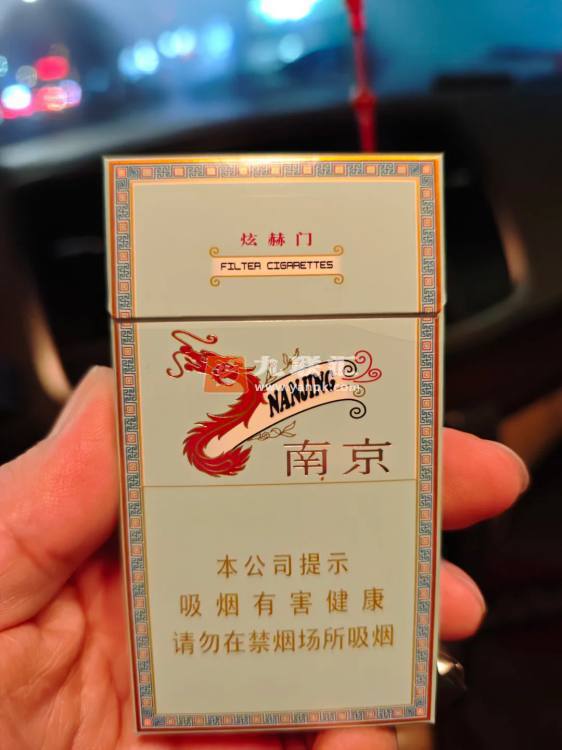 炫赫门
FILTER CIGARETTES
NANJING
南京
本公司提示
吸烟有害健康
请勿在禁烟场所吸烟